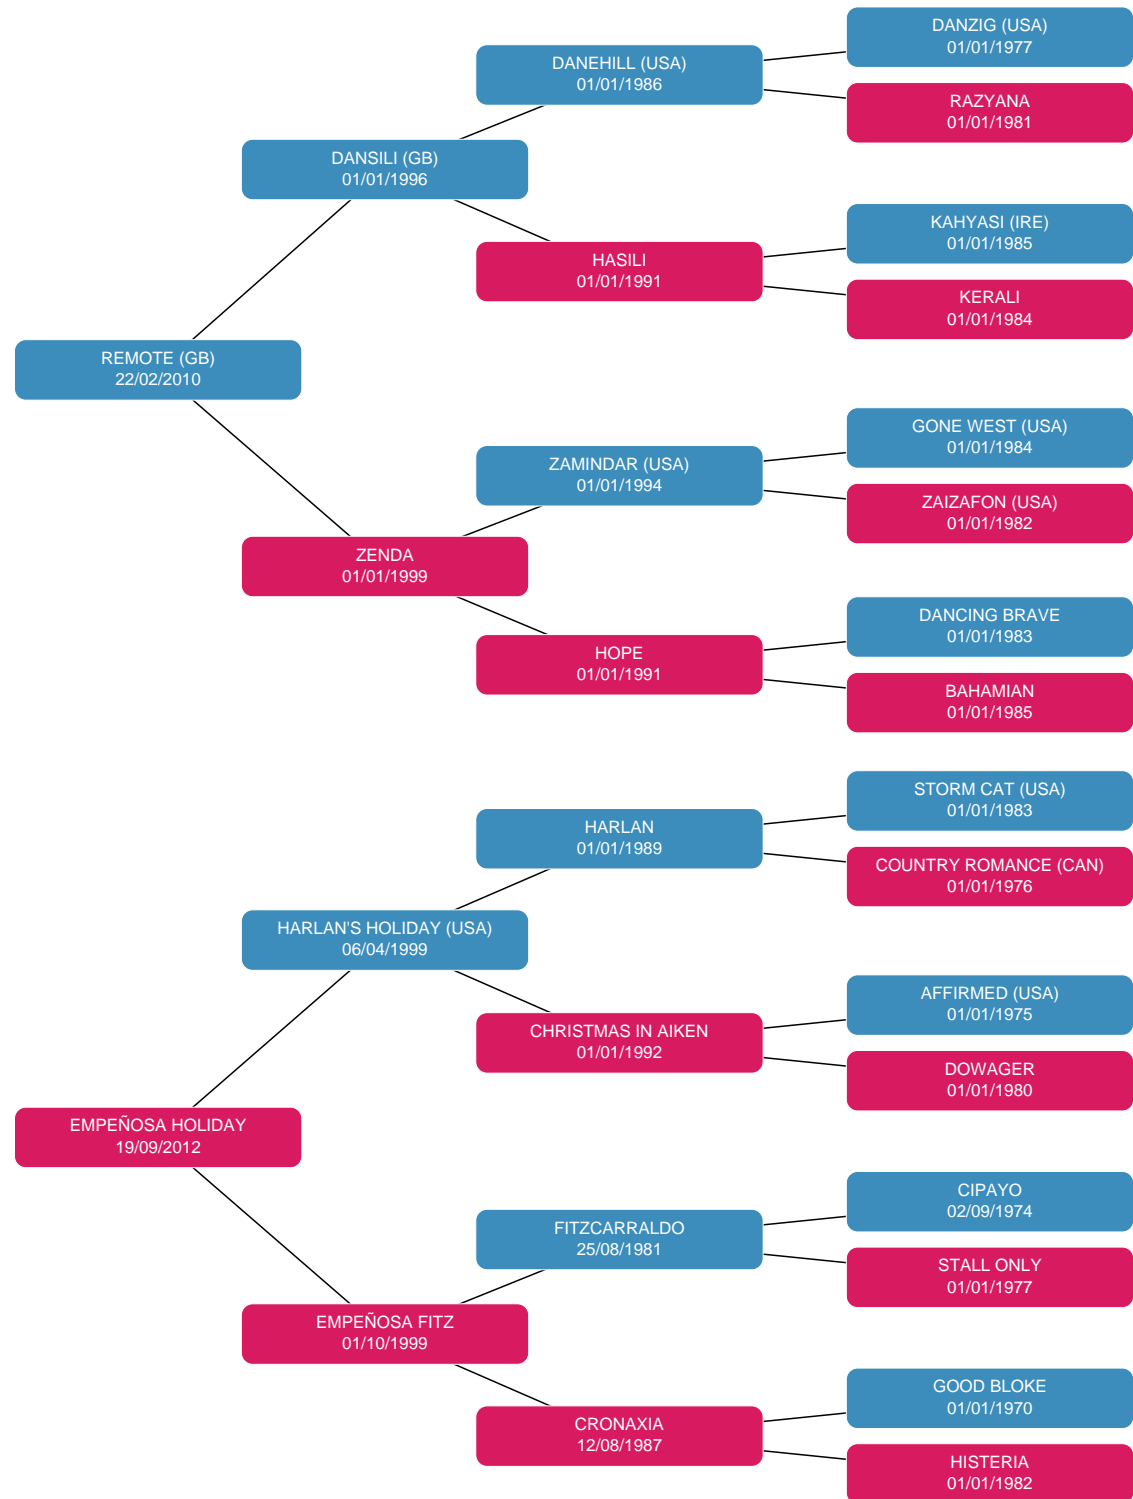 DANZIG (USA)
01/01/1977
DANEHILL (USA)
01/01/1986
RAZYANA
01/01/1981
DANSILI (GB)
01/01/1996
KAHYASI (IRE)
01/01/1985
HASILI
01/01/1991
KERALI
01/01/1984
REMOTE (GB)
22/02/2010
GONE WEST (USA)
01/01/1984
ZAMINDAR (USA)
01/01/1994
ZAIZAFON (USA)
01/01/1982
ZENDA
01/01/1999
DANCING BRAVE
01/01/1983
HOPE
01/01/1991
BAHAMIAN
01/01/1985
STORM CAT (USA)
01/01/1983
HARLAN
01/01/1989
COUNTRY ROMANCE (CAN)
01/01/1976
HARLAN'S HOLIDAY (USA)
06/04/1999
AFFIRMED (USA)
01/01/1975
CHRISTMAS IN AIKEN
01/01/1992
DOWAGER
01/01/1980
EMPEÑOSA HOLIDAY
19/09/2012
CIPAYO
02/09/1974
FITZCARRALDO
25/08/1981
STALL ONLY
01/01/1977
EMPEÑOSA FITZ
01/10/1999
GOOD BLOKE
01/01/1970
CRONAXIA
12/08/1987
HISTERIA
01/01/1982